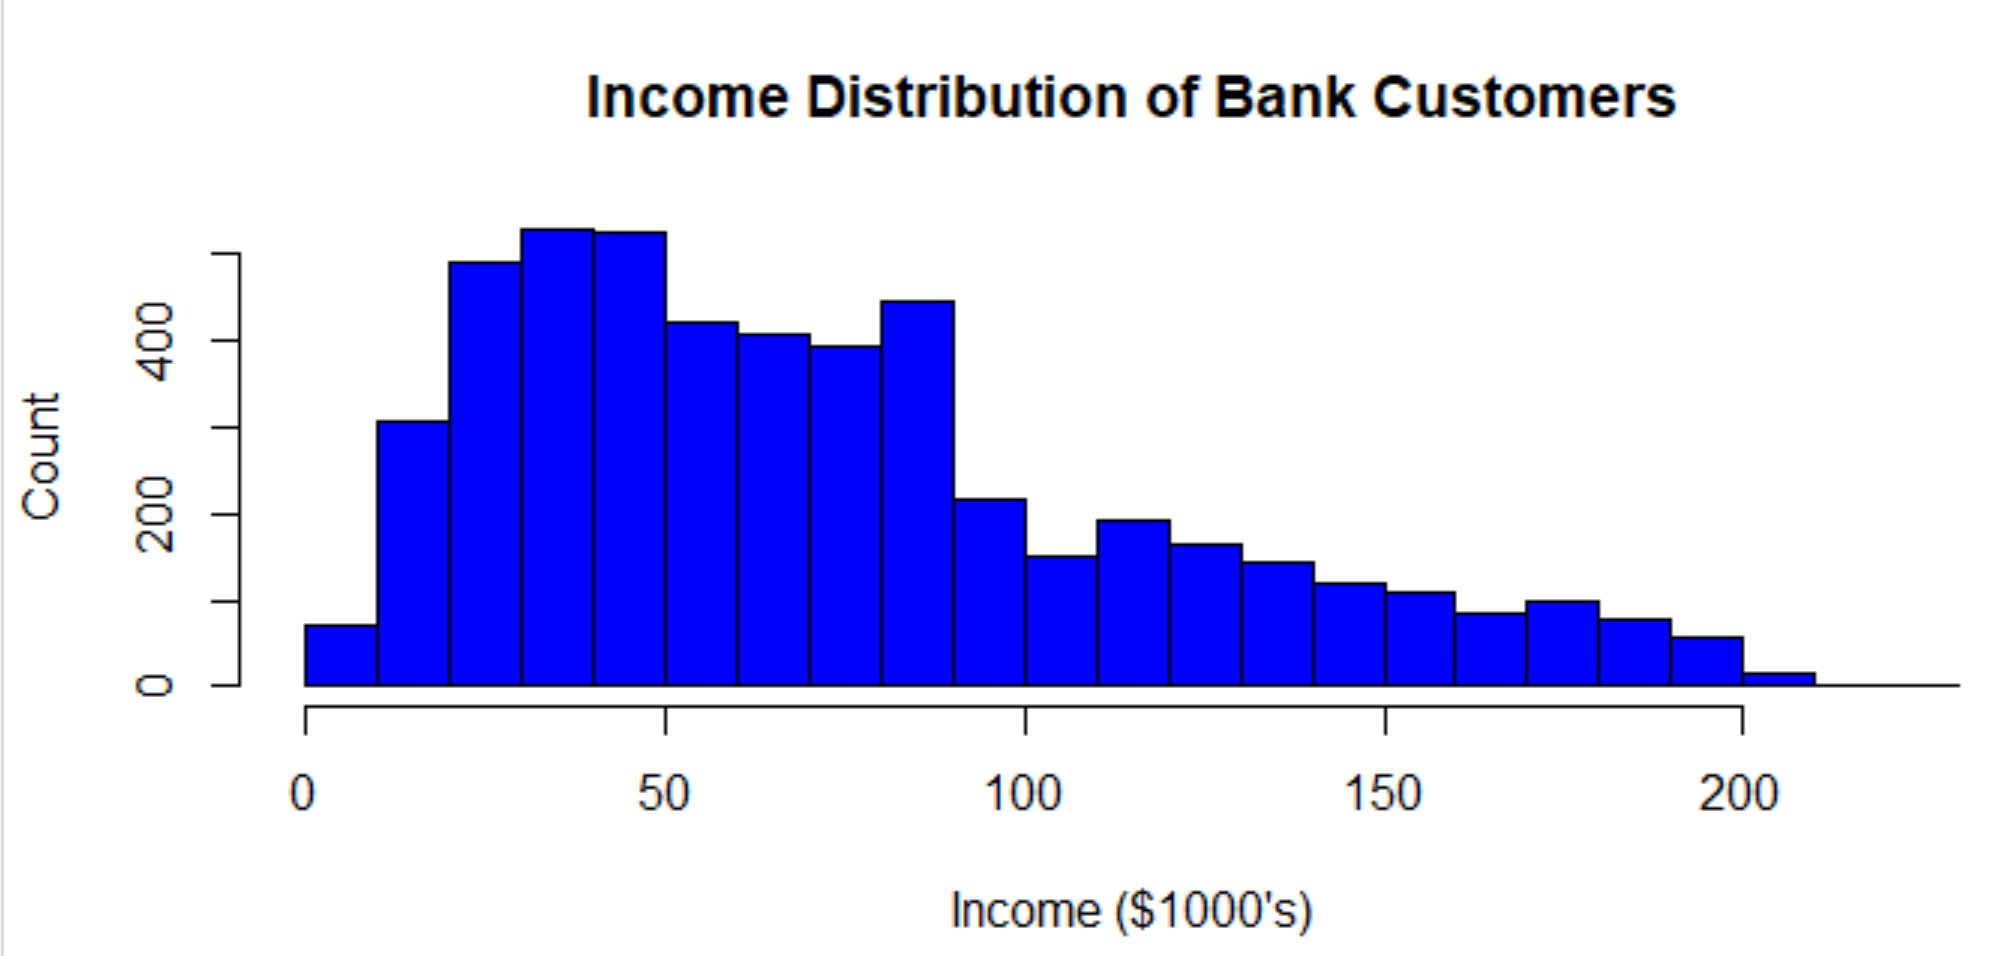 Income Distribution of Bank Customers
Count
400
200
0
0 50 100 150 200
Income ($1000's)